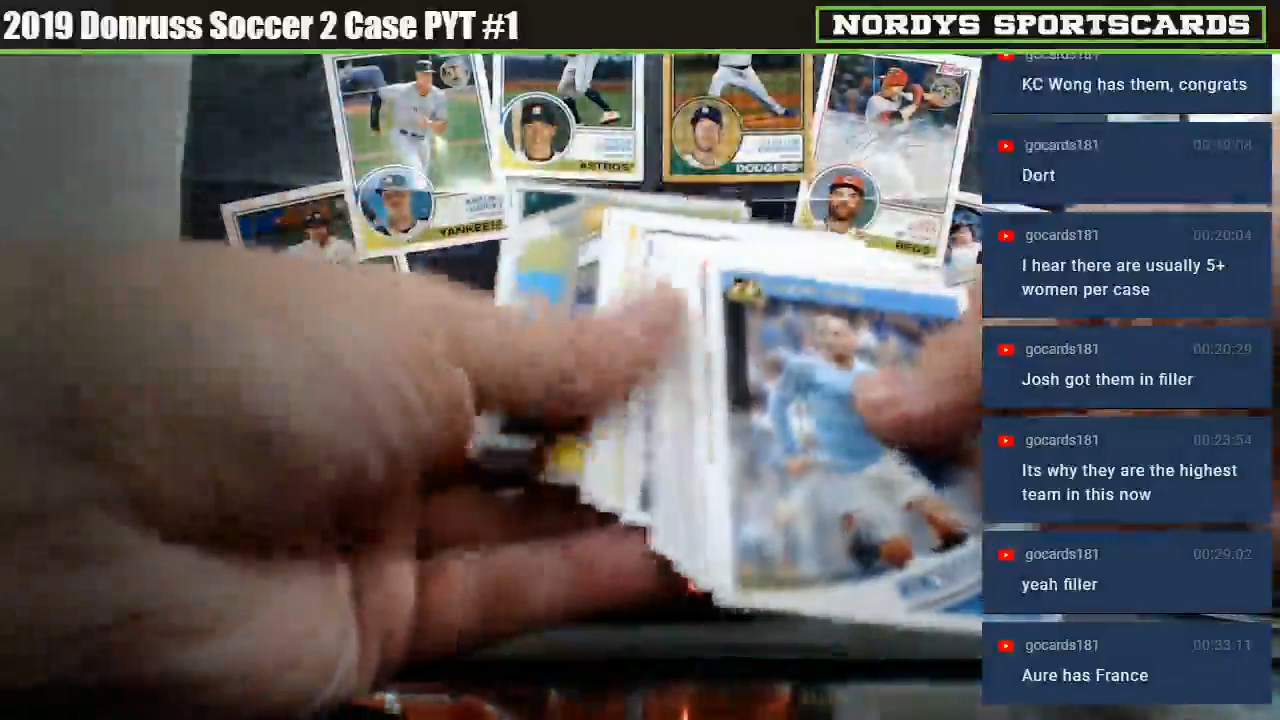 2019 Donruss Soccer 2 Case PYT #1
NORDYS SPORTSCARDS
gocards181
KC Wong has them, congrats
gocards181
Dort
gocards181 00:20:04
I hear there are usually 5+
women per case
gocards181 00:20:29
Josh got them in filler
gocards181 00:23:54
Its why they are the highest
team in this now
gocards181 00:29:02
yeah filler
gocards181 00:33:11
Aure has France
YANKEES
ASTROS
DODGERS
REDS